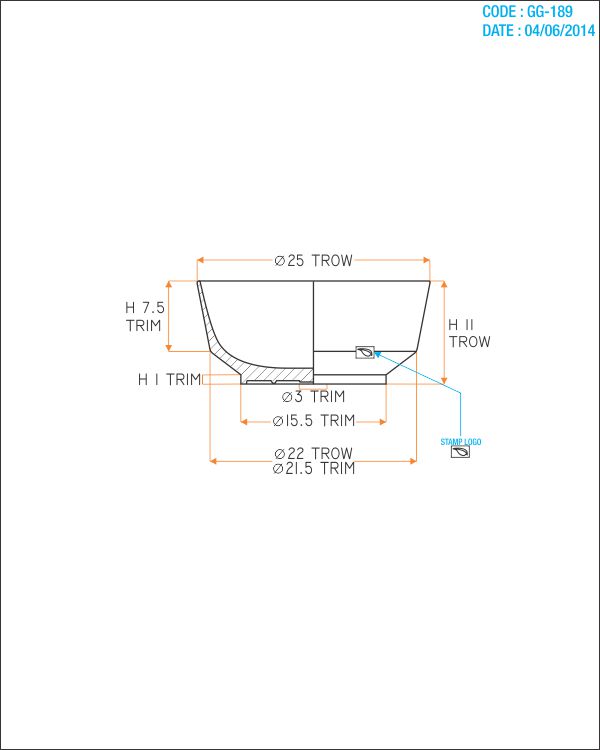 CODE : GG-189
DATE : 04/06/2014
Ø25 TROW
H 7.5
TRIM
H 11
TROW
H 1 TRIM
Ø3 TRIM
Ø15.5 TRIM
STAMP LOGO
Ø22 TROW
Ø21.5 TRIM